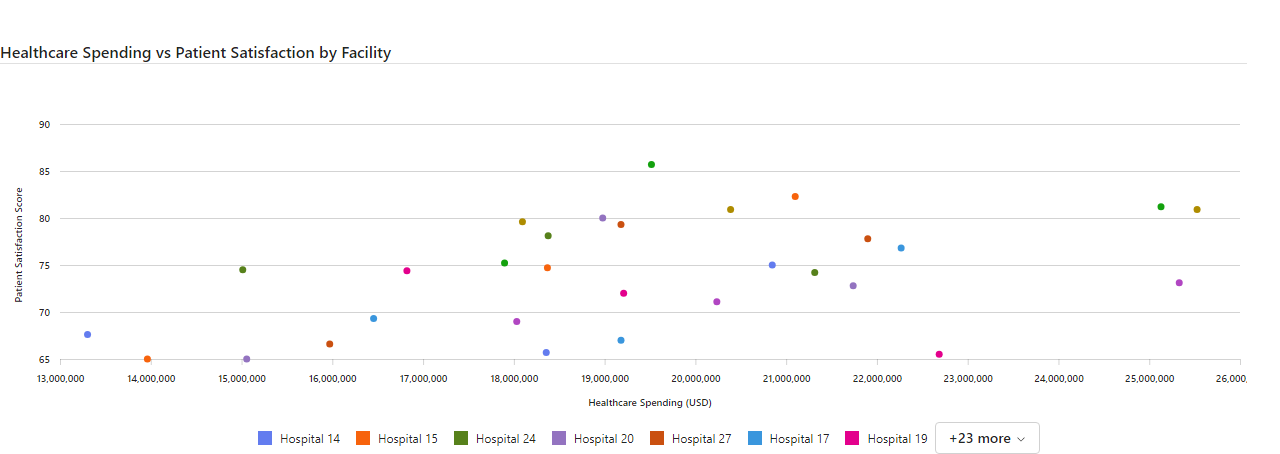 Healthcare Spending vs Patient Satisfaction by Facility
90
85
80
75
70
65
Patient Satisfaction Score
13,000,000 14,000,000 15,000,000 16,000,000 17,000,000 18,000,000 19,000,000 20,000,000 21,000,000 22,000,000 23,000,000 24,000,000 25,000,000 26,000,
Healthcare Spending (USD)
Hospital 14 Hospital 15 Hospital 24 Hospital 20 Hospital 27 Hospital 17 Hospital 19 +23 more